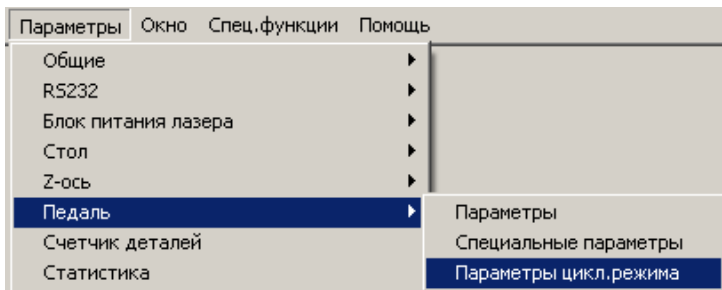 Параметры Окно Спец.функции Помощь
Общие
RS232
Блок питания лазера
Стол
Z-ось
Педаль
Параметры
Счетчик деталей
Специальные параметры
Статистика
Параметры цикл.режима